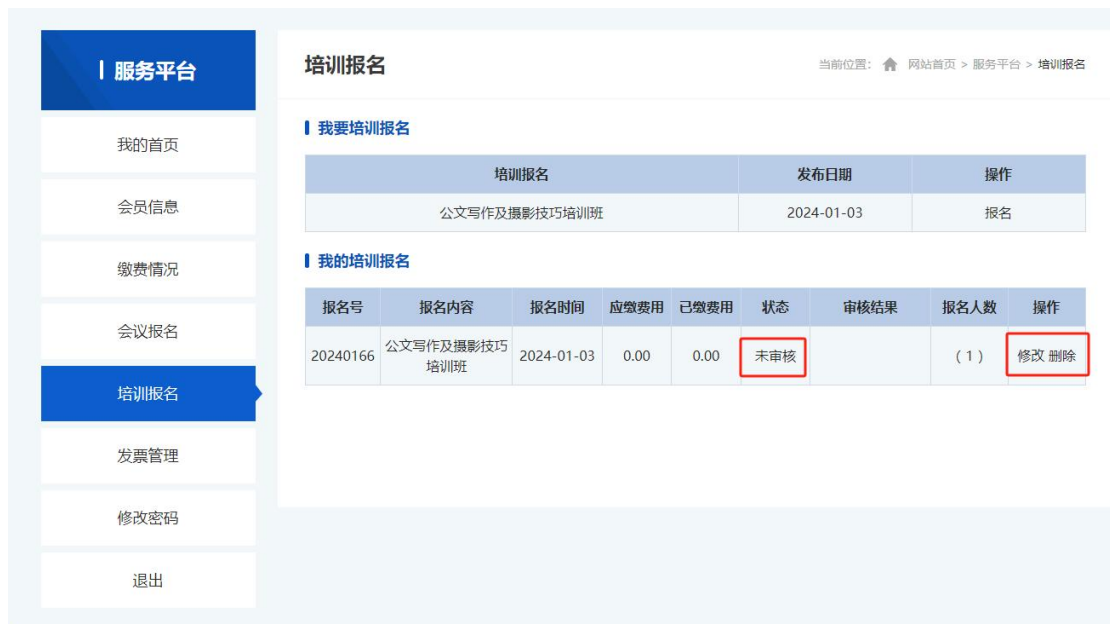 服务平台
我的首页
会员信息
缴费情况
会议报名
培训报名
发票管理
修改密码
退出
培训报名
当前位置： 网站首页 > 服务平台 > 培训报名
我要培训报名
培训报名 发布日期 操作
公文写作及摄影技巧培训班 2024-01-03 报名
我的培训报名
报名号 报名内容 报名时间 应缴费用 已缴费用 状态 审核结果 报名人数 操作
20240166 公文写作及摄影技巧 2024-01-03 0.00 0.00 未审核 （1） 修改 删除
培训班